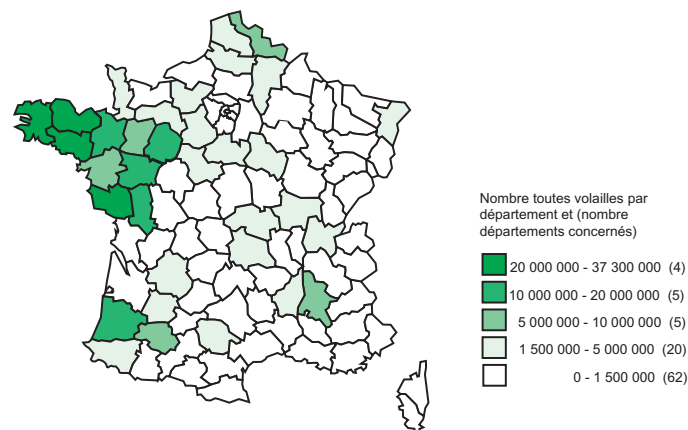 Nombre toutes volailles par
département et (nombre
départements concernés)
20 000 000 - 37 300 000 (4)
10 000 000 - 20 000 000 (5)
5 000 000 - 10 000 000 (5)
1 500 000 - 5 000 000 (20)
0 - 1 500 000 (62)